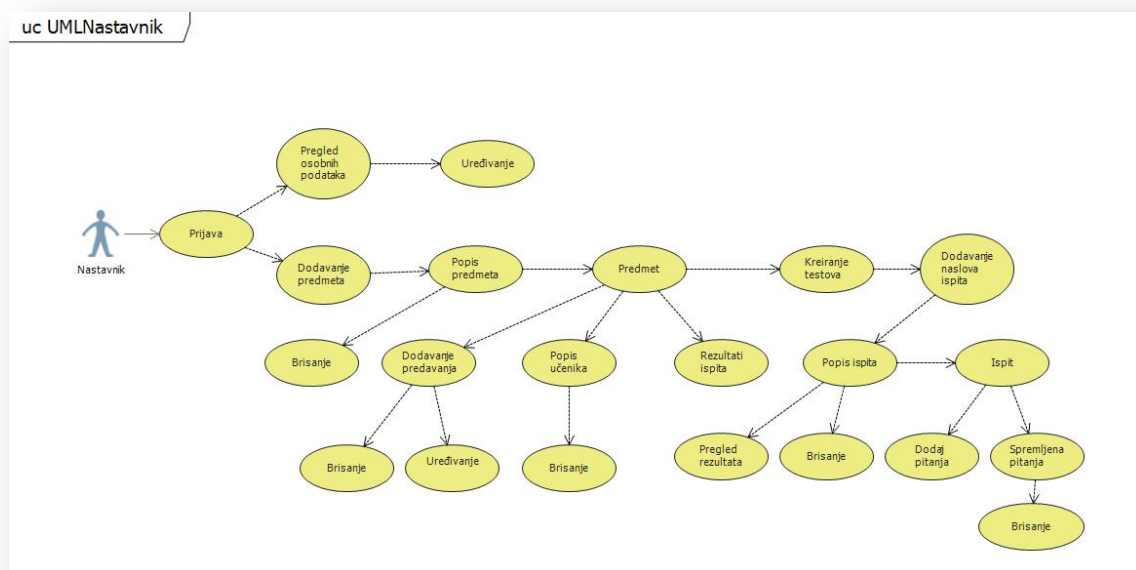 uc UMLNastavnik
Pregled
osobnih
podataka
Uređivanje
Prijava
Nastavnik
Dodavanje
predmeta
Popis
predmeta
Predmet
Kreiranje
testova
Dodavanje
naslova
ispita
Brisanje
Dodavanje
predavanja
Popis
učenika
Rezultati
ispita
Popis ispita
Ispit
Brisanje
Uređivanje
Brisanje
Pregled
rezultata
Brisanje
Dodaj
pitanja
Spremljena
pitanja
Brisanje